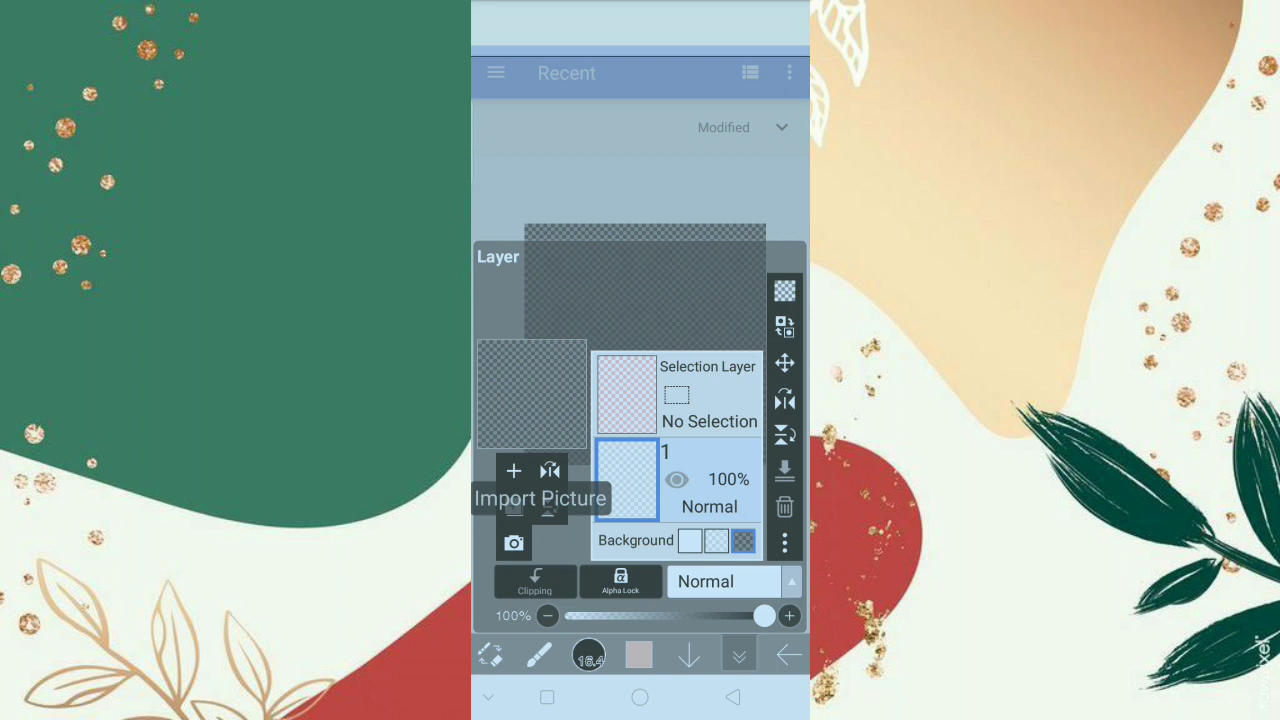 Recent
Modified
Layer
Selection Layer
No Selection
1
100%
Normal
Import Picture
Background
Clipping
α
Alpha Lock
Normal
100%
16.4